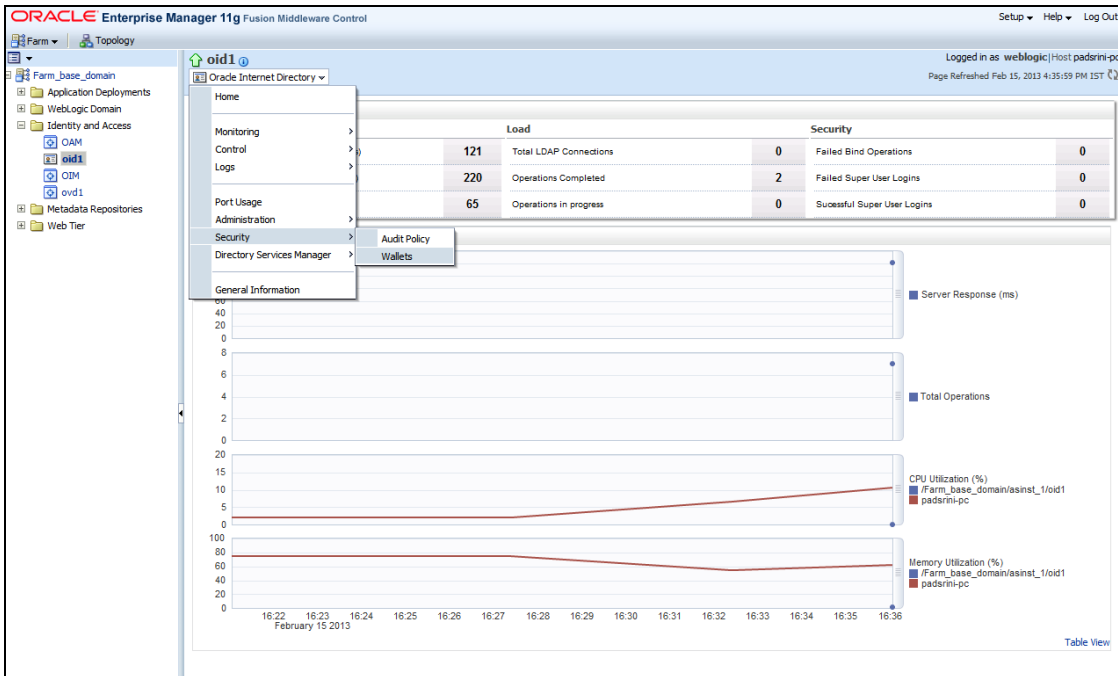 ORACLE Enterprise Manager 11g Fusion Middleware Control
Setup Help Log Out
Farm Topology
oid1
Logged in as weblogic|Host padsrini-pc
Oracle Internet Directory
Page Refreshed Feb 15, 2013 4:35:59 PM IST
Farm_base_domain
Application Deployments
WebLogic Domain
Identity and Access
OAM
oid1
OIM
ovd1
Metadata Repositories
Web Tier
Home
Monitoring
Control
Logs
Port Usage
Administration
Security
Directory Services Manager
General Information
Audit Policy
Wallets
Load
Security
121 Total LDAP Connections 0 Failed Bind Operations 0
220 Operations Completed 2 Failed Super User Logins 0
65 Operations in progress 0 Sucessful Super User Logins 0
60
40
20
0
Server Response (ms)
8
6
4
2
0
Total Operations
20
15
10
5
0
CPU Utilization (%)
/Farm_base_domain/asinst_1/oid1
padsrini-pc
100
80
60
40
20
0
Memory Utilization (%)
/Farm_base_domain/asinst_1/oid1
padsrini-pc
16:22 16:23 16:24 16:25 16:26 16:27 16:28 16:29 16:30 16:31 16:32 16:33 16:34 16:35 16:36
February 15 2013
Table View